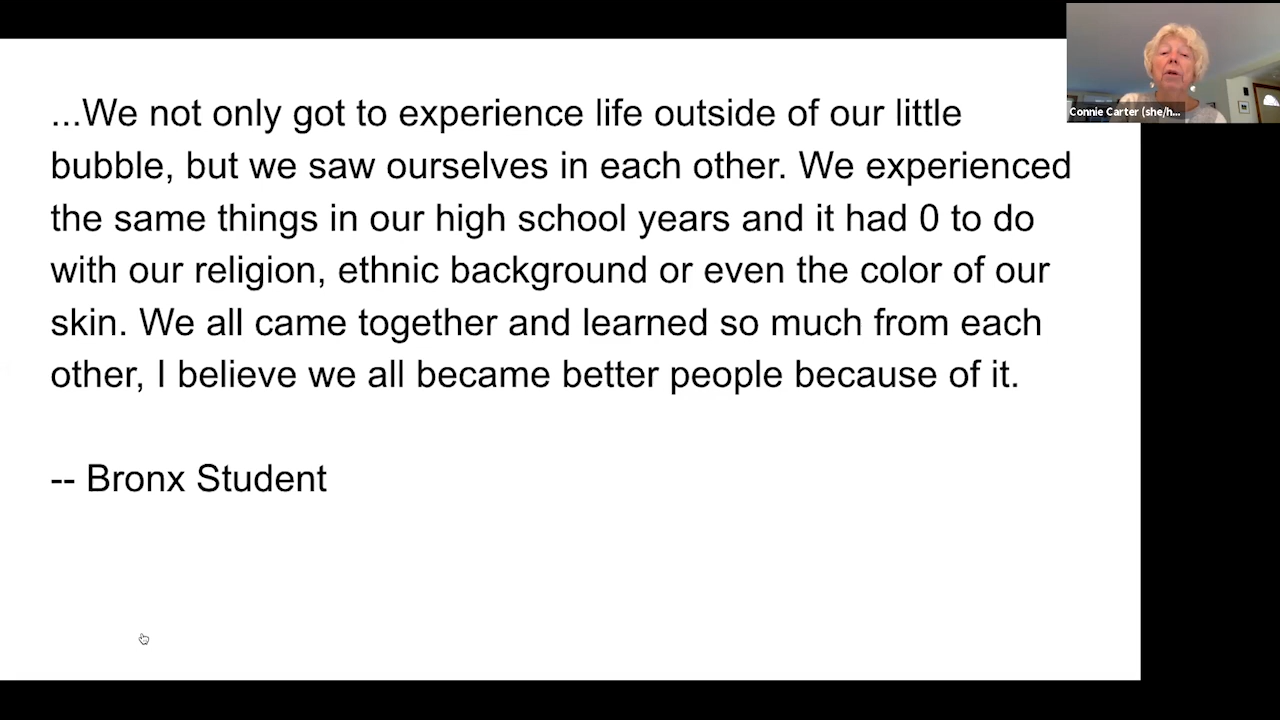 ...We not only got to experience life outside of our little
bubble, but we saw ourselves in each other. We experienced
the same things in our high school years and it had 0 to do
with our religion, ethnic background or even the color of our
skin. We all came together and learned so much from each
other, I believe we all became better people because of it.
-- Bronx Student
Connie Carter (she/h...